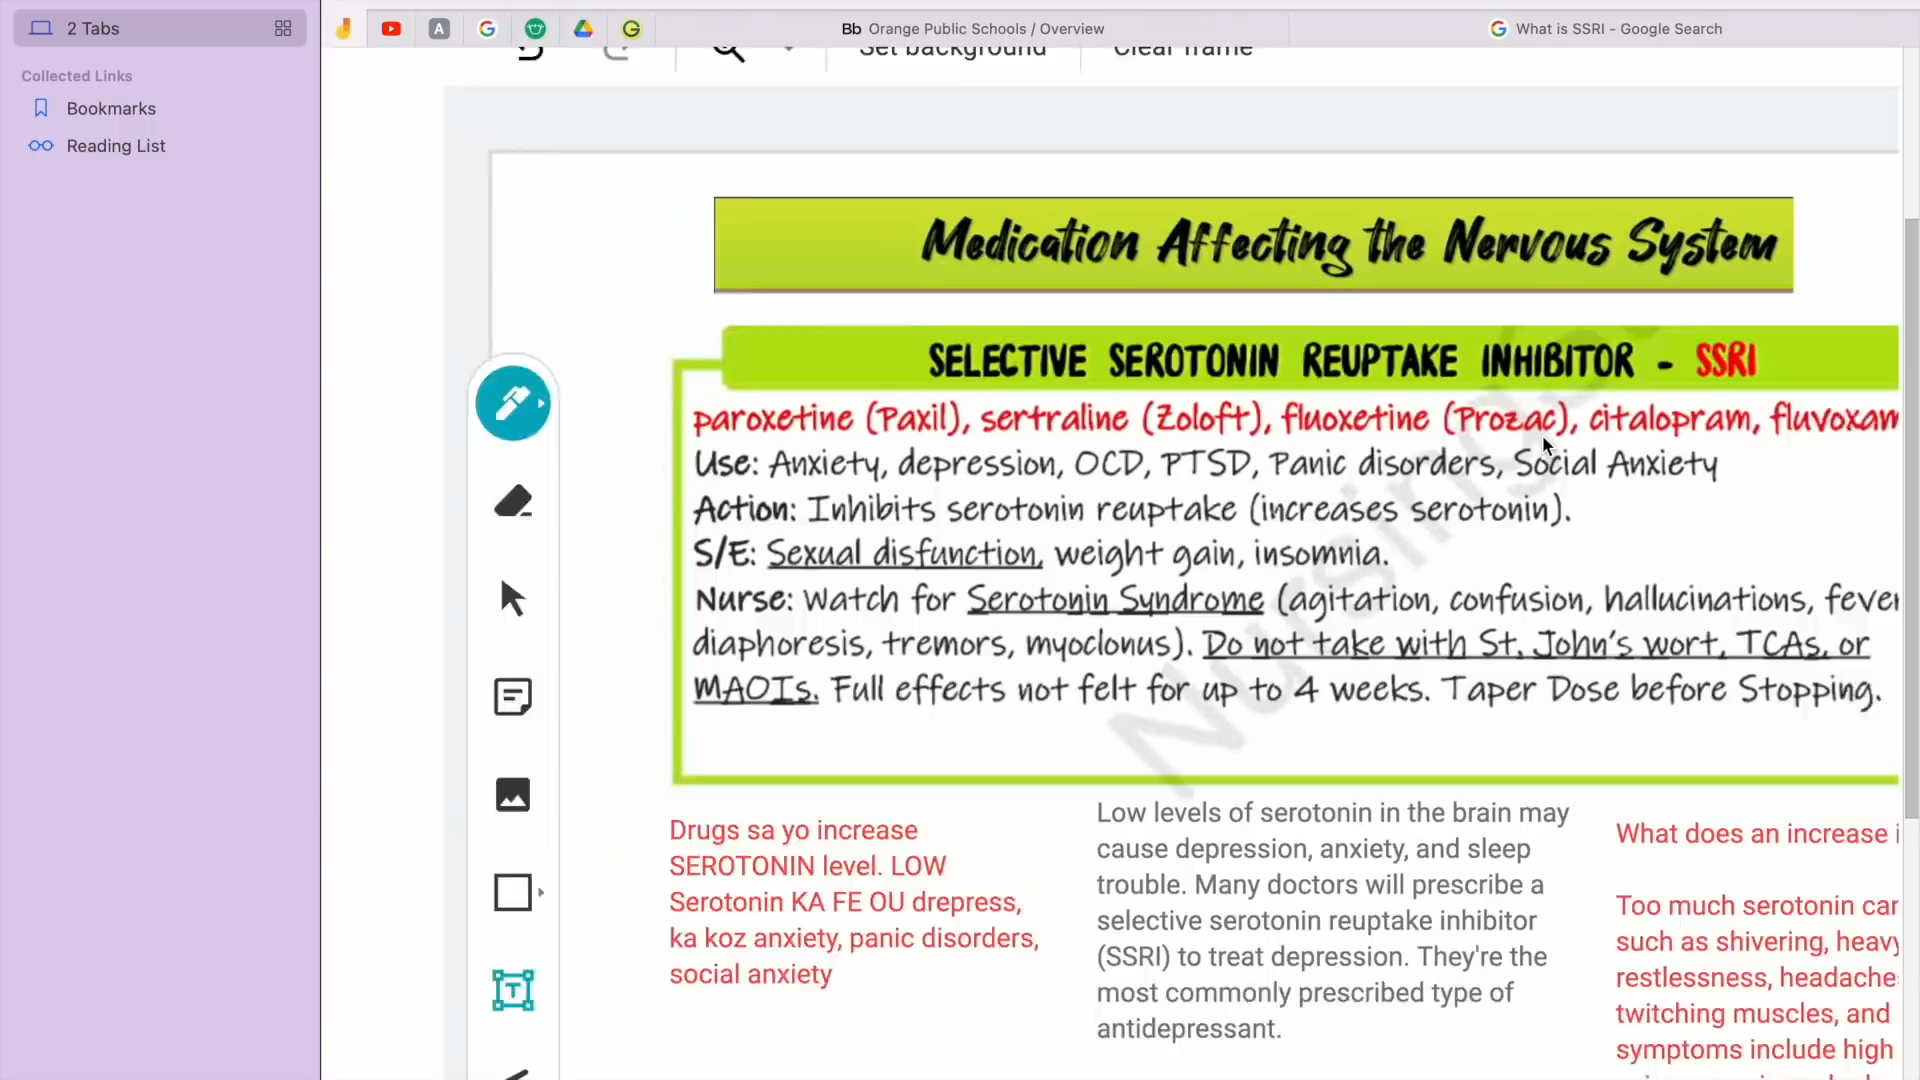 2 Tabs
Collected Links
Bookmarks
Reading List
A
Bb Orange Public Schools / Overview
What is SSRI - Google Search
Set background
Clear frame
Medication Affecting the Nervous System
SELECTIVE SEROTONIN REUPTAKE INHIBITOR - SSRI
paroxetine (Paxil), sertraline (Zoloft), fluoxetine (Prozac), citalopram, fluvoxam
Use: Anxiety, depression, OCD, PTSD, Panic disorders, Social Anxiety
Action: Inhibits serotonin reuptake (increases serotonin).
S/E: Sexual disfunction, weight gain, insomnia.
Nurse: Watch for Serotonin Syndrome (agitation, confusion, hallucinations, fever
diaphoresis, tremors, myoclonus). Do not take with St. John's wort, TCAs, or
MAOIs. Full effects not felt for up to 4 weeks. Taper Dose before Stopping.
Drugs sa yo increase
SEROTONIN level. LOW
Serotonin KA FE OU drepress,
ka koz anxiety, panic disorders,
social anxiety
Low levels of serotonin in the brain may
cause depression, anxiety, and sleep
trouble. Many doctors will prescribe a
selective serotonin reuptake inhibitor
(SSRI) to treat depression. They're the
most commonly prescribed type of
antidepressant.
What does an increase i
Too much serotonin can
such as shivering, heavy
restlessness, headache
twitching muscles, and
symptoms include high